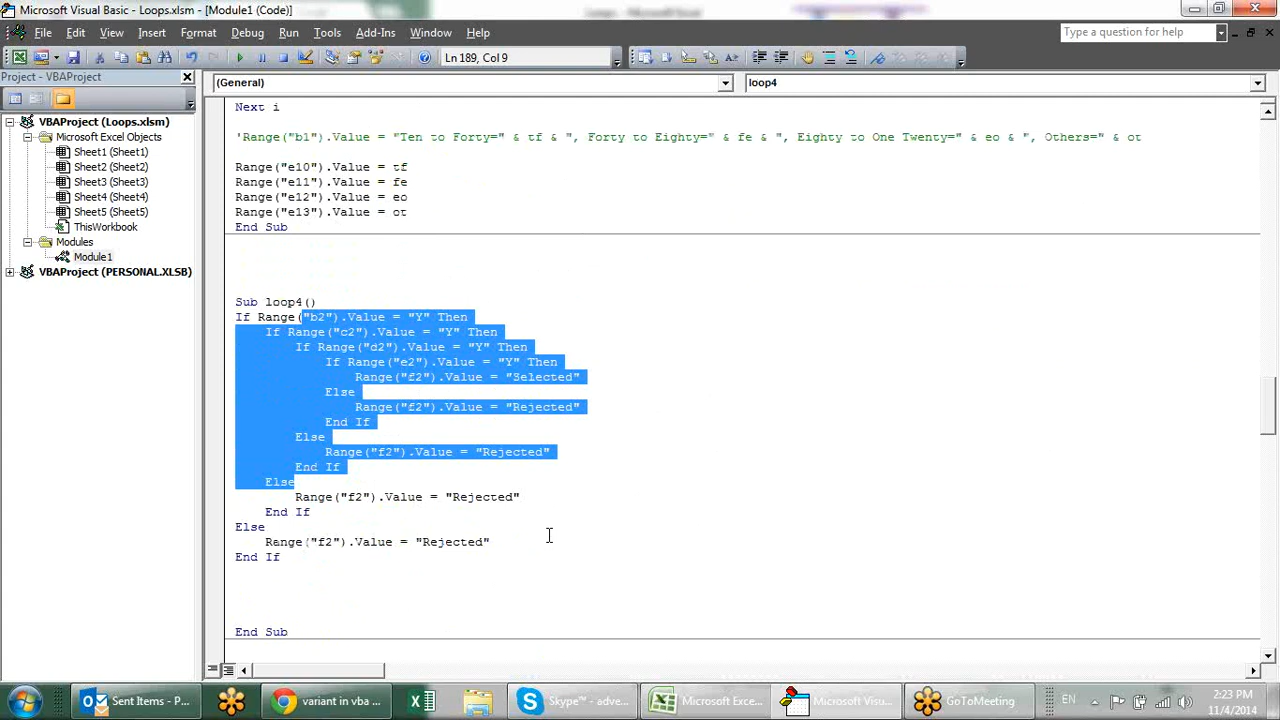 Microsoft Visual Basic - Loops.xlsm - [Module1 (Code)]
File Edit View Insert Format Debug Run Tools Add-Ins Window Help
Type a question for help
Ln 189, Col 9
Project - VBAProject
(General)
loop4
VBAProject (Loops.xlsm)
Microsoft Excel Objects
Sheet1 (Sheet1)
Sheet2 (Sheet2)
Sheet3 (Sheet3)
Sheet4 (Sheet4)
Sheet5 (Sheet5)
ThisWorkbook
Modules
Module1
VBAProject (PERSONAL.XLSB)
Next i
'Range("b1").Value = "Ten to Forty=" & tf & ", Forty to Eighty=" & fe & ", Eighty to One Twenty=" & eo & ", Others=" & ot
Range("e10").Value = tf
Range("e11").Value = fe
Range("e12").Value = eo
Range("e13").Value = ot
End Sub
Sub loop4()
If Range("b2").Value = "Y" Then
If Range("c2").Value = "Y" Then
If Range("d2").Value = "Y" Then
If Range("e2").Value = "Y" Then
Range("f2").Value = "Selected"
Else
Range("f2").Value = "Rejected"
End If
Else
Range("f2").Value = "Rejected"
End If
Else
Range("f2").Value = "Rejected"
End If
Else
Range("f2").Value = "Rejected"
End If
End Sub
Sent Items - P...
variant in vba ...
Skype™ - adve...
Microsoft Exce...
Microsoft Visu...
GoToMeeting
EN
2:23 PM
11/4/2014